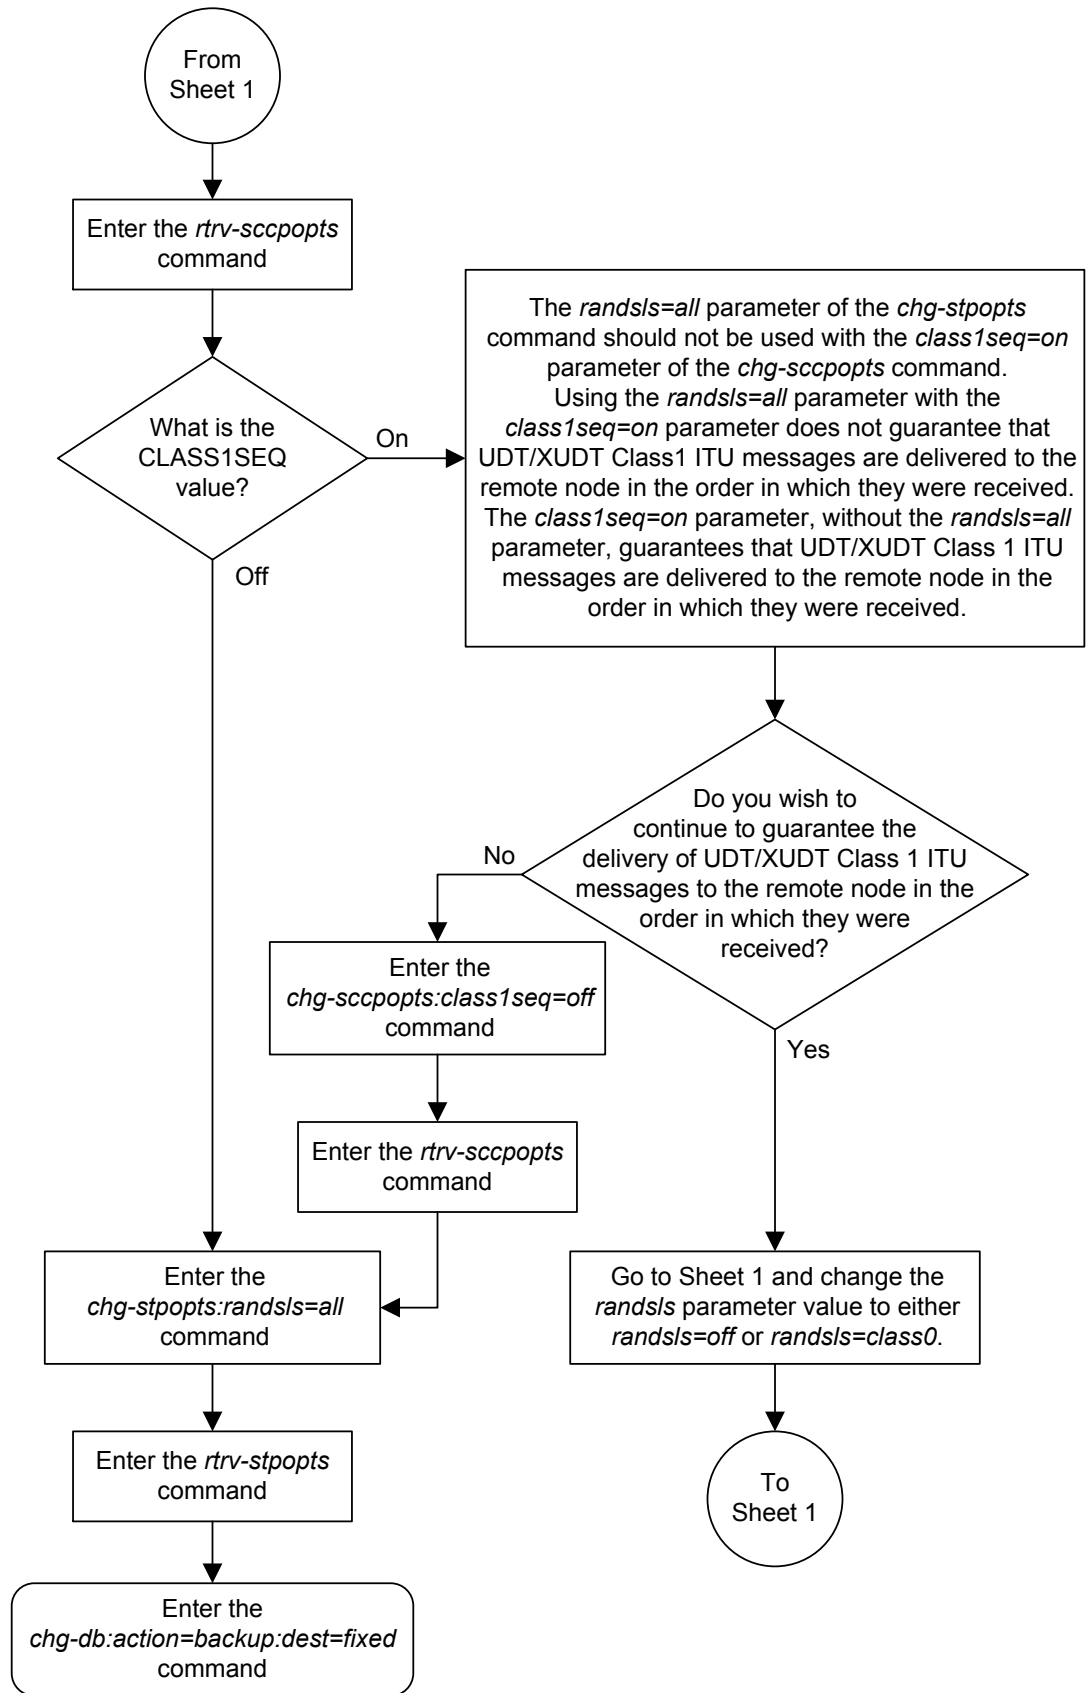 From
Sheet 1
Enter the rtrv-sccpopts
command
What is the
CLASS1SEQ
value?
On
Off
The randsls=all parameter of the chg-stpopts
command should not be used with the class1seq=on
parameter of the chg-sccpopts command.
Using the randsls=all parameter with the
class1seq=on parameter does not guarantee that
UDT/XUDT Class1 ITU messages are delivered to the
remote node in the order in which they were received.
The class1seq=on parameter, without the randsls=all
parameter, guarantees that UDT/XUDT Class 1 ITU
messages are delivered to the remote node in the
order in which they were received.
Do you wish to
continue to guarantee the
delivery of UDT/XUDT Class 1 ITU
messages to the remote node in the
order in which they were
received?
No
Yes
Enter the
chg-sccpopts:class1seq=off
command
Enter the rtrv-sccpopts
command
Enter the
chg-stpopts:randsls=all
command
Go to Sheet 1 and change the
randsls parameter value to either
randsls=off or randsls=class0.
Enter the rtrv-stpopts
command
To
Sheet 1
Enter the
chg-db:action=backup:dest=fixed
command